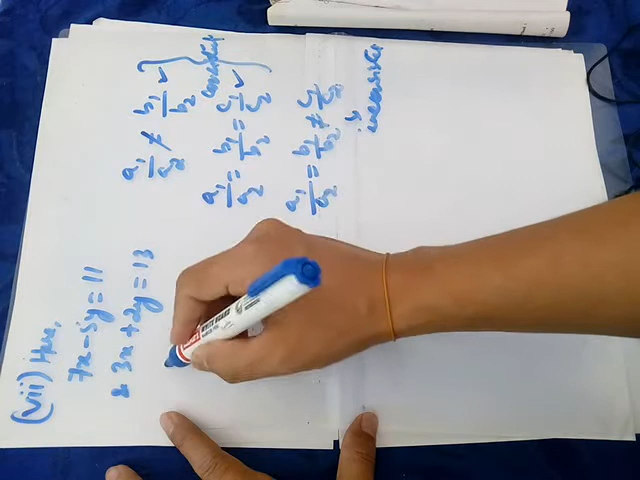 (vii) Here,
7x - 5y = 11
& 3x + 2y = 13
a₁/a₂ ≠ b₁/b₂ ✓
a₁/a₂ = b₁/b₂ = c₁/c₂ ✓
consistent
a₁/a₂ = b₁/b₂ ≠ c₁/c₂